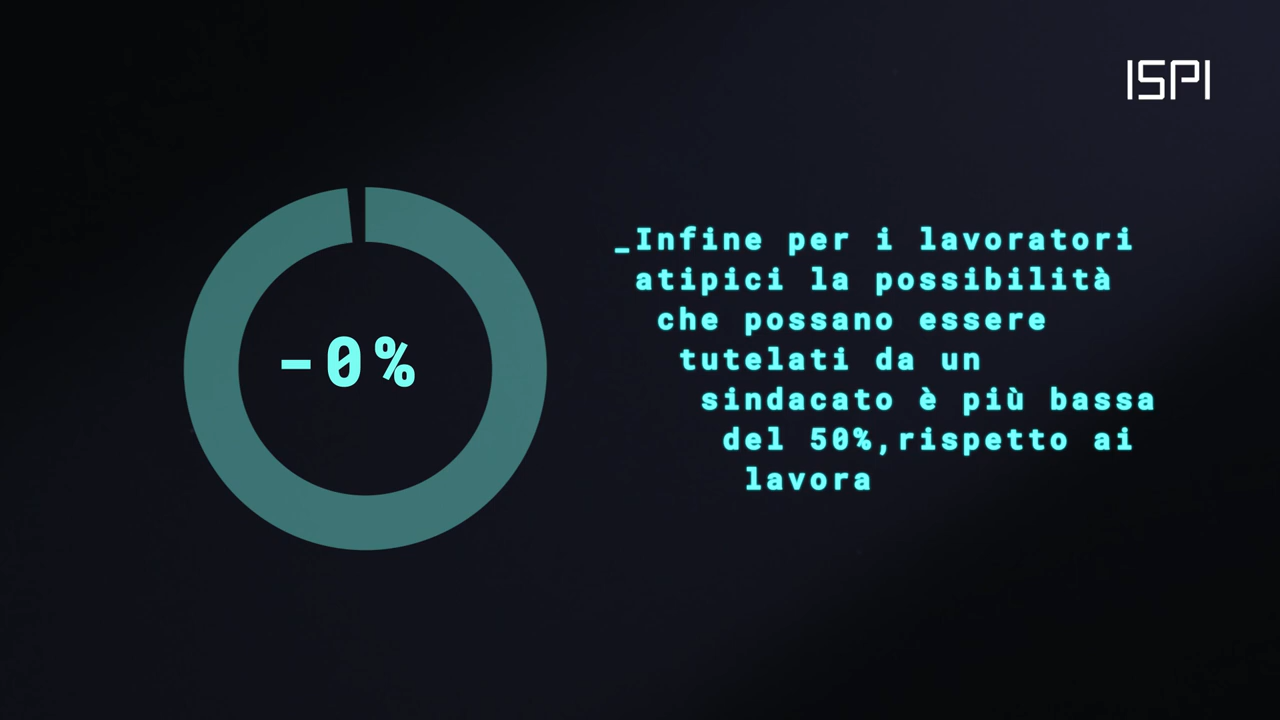 ISPI
_Infine per i lavoratori
atipici la possibilità
che possano essere
tutelati da un
sindacato è più bassa
del 50%,rispetto ai
lavora
-0%